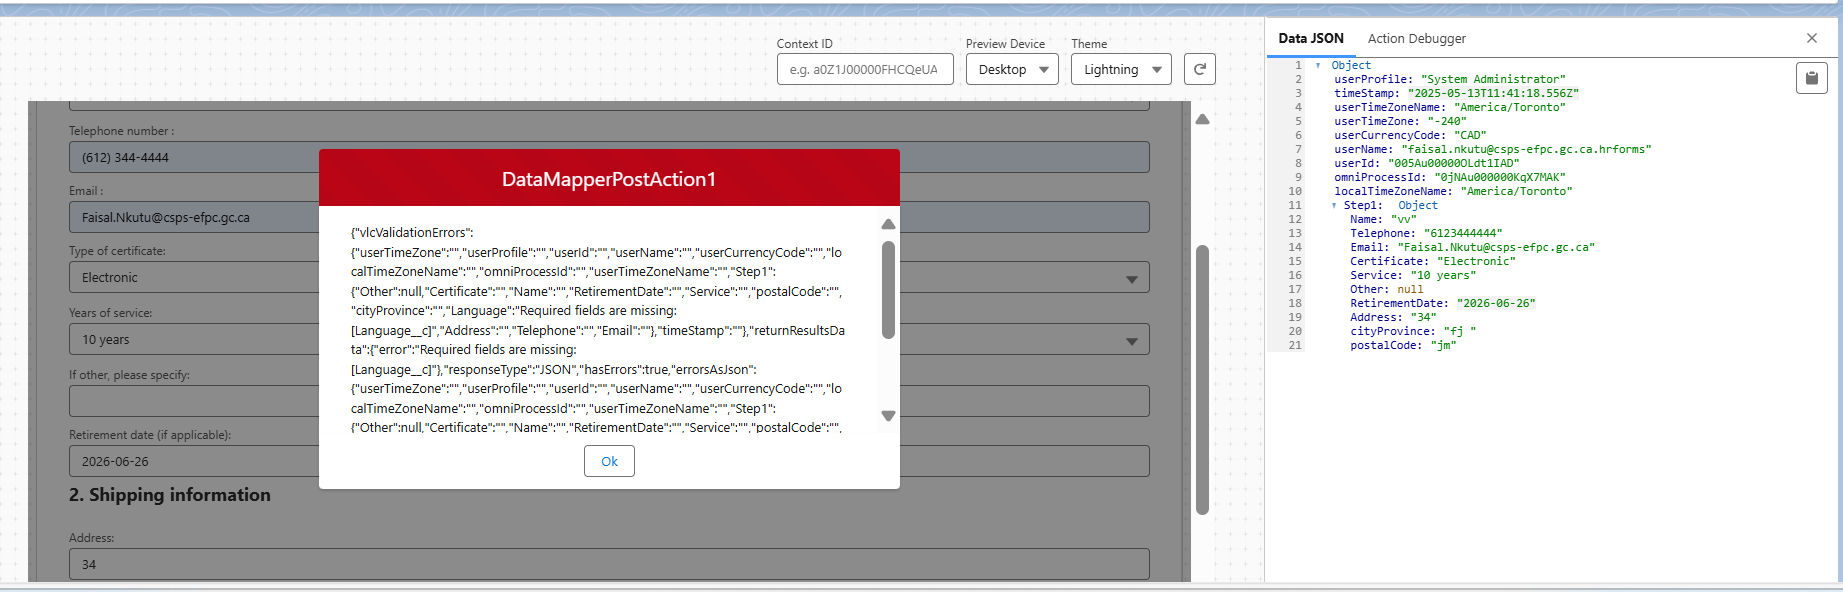 Context ID
Preview Device
Theme
e.g. a0Z1J00000FHCQeUA
Desktop
Lightning
Telephone number :
(612) 344-4444
Email :
Faisal.Nkutu@csps-efpc.gc.ca
Type of certificate:
Electronic
Years of service:
10 years
If other, please specify:
Retirement date (if applicable):
2026-06-26
2. Shipping information
Address:
34
DataMapperPostAction1
{"vlcValidationErrors":
{"userTimeZone":"","userProfile":"","userId":"","userName":"","userCurrencyCode":"","lo
calTimeZoneName":"","omniProcessId":"","userTimeZoneName":"","Step1":
{"Other":null,"Certificate":"","Name":"","RetirementDate":"","Service":"","postalCode":"",
"cityProvince":"","Language":"Required fields are missing:
[Language__c]","Address":"","Telephone":"","Email":""},"timeStamp":""},"returnResultsDa
ta":{"error":"Required fields are missing:
[Language__c]"},"responseType":"JSON","hasErrors":true,"errorsAsJson":
{"userTimeZone":"","userProfile":"","userId":"","userName":"","userCurrencyCode":"","lo
calTimeZoneName":"","omniProcessId":"","userTimeZoneName":"","Step1":
{"Other":null,"Certificate":"","Name":"","RetirementDate":"","Service":"","postalCode":"",
Ok
Data JSON
Action Debugger
1 Object
2 userProfile: "System Administrator"
3 timeStamp: "2025-05-13T11:41:18.556Z"
4 userTimeZoneName: "America/Toronto"
5 userTimeZone: "-240"
6 userCurrencyCode: "CAD"
7 userName: "faisal.nkutu@csps-efpc.gc.ca.hrforms"
8 userId: "005Au00000OLdt1IAD"
9 omniProcessId: "0jNAu000000KqX7MAK"
10 localTimeZoneName: "America/Toronto"
11 Step1: Object
12 Name: "vv"
13 Telephone: "6123444444"
14 Email: "Faisal.Nkutu@csps-efpc.gc.ca"
15 Certificate: "Electronic"
16 Service: "10 years"
17 Other: null
18 RetirementDate: "2026-06-26"
19 Address: "34"
20 cityProvince: "fj "
21 postalCode: "jm"